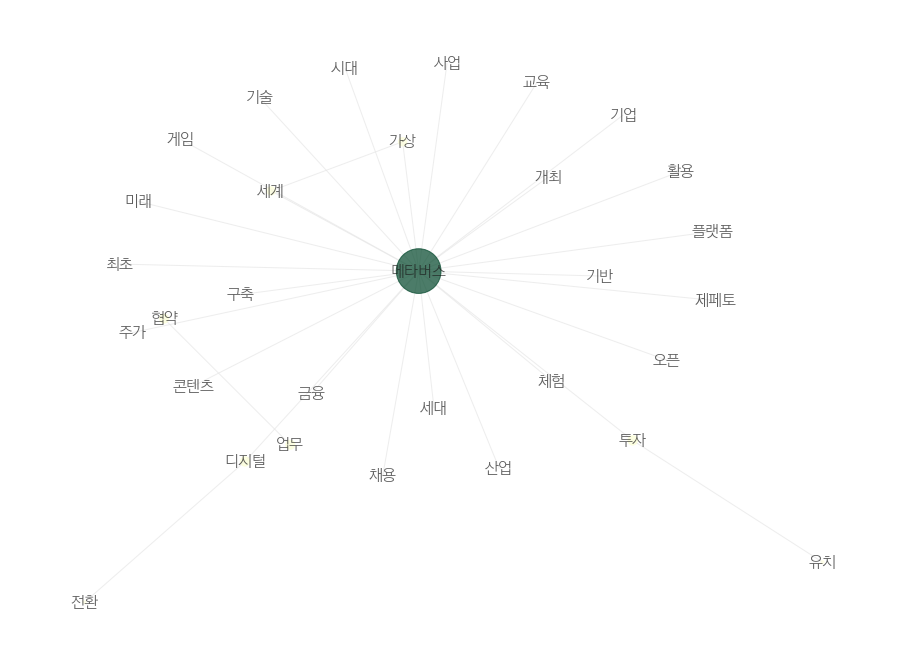 사업
시대
교육
기술
기업
게임
가상
활용
개최
세계
미래
플랫폼
최초
메타버스
기반
구축
제페토
협약
주가
오픈
체험
콘텐츠
금융
세대
투자
업무
디지털
산업
채용
유치
전환